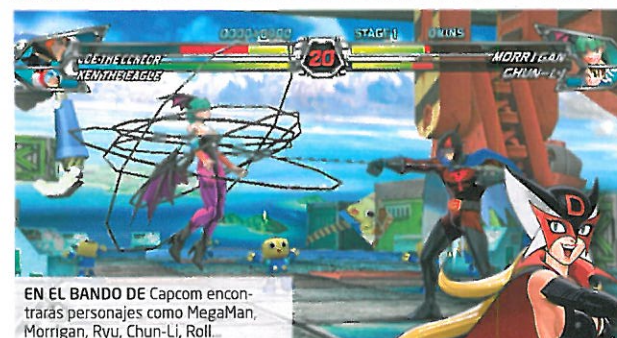 STAGE 1
20
KEN THE EAGLE
MORRIGAN
CHUN-LI
D
EN EL BANDO DE Capcom encon-
traras personajes como MegaMan,
Morrigan, Ryu, Chun-Li, Roll...